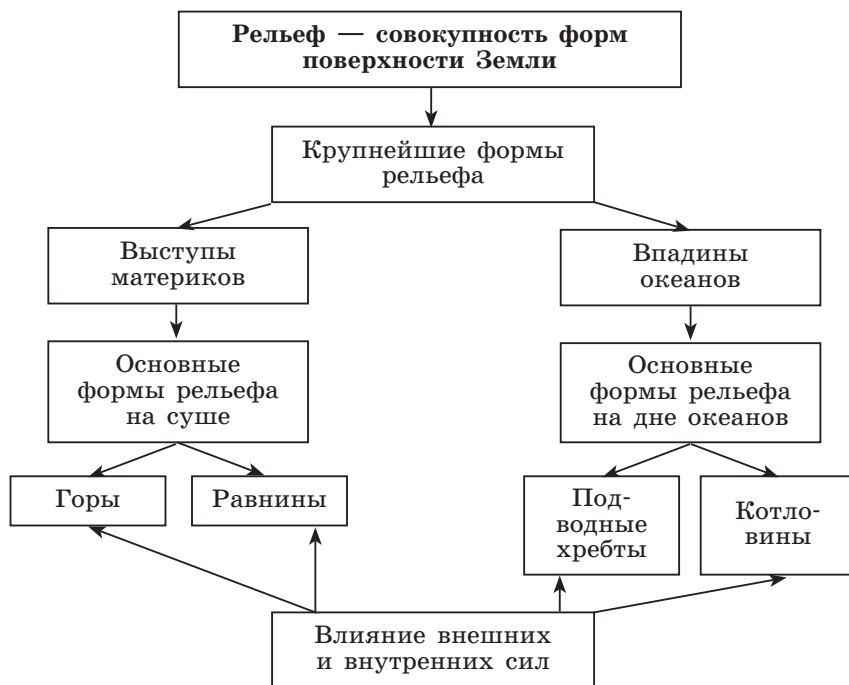 Рельеф — совокупность форм
поверхности Земли
Крупнейшие формы
рельефа
Выступы
материков
Впадины
океанов
Основные
формы рельефа
на суше
Основные
формы рельефа
на дне океанов
Горы
Равнины
Под-
водные
хребты
Котло-
вины
Влияние внешних
и внутренних сил